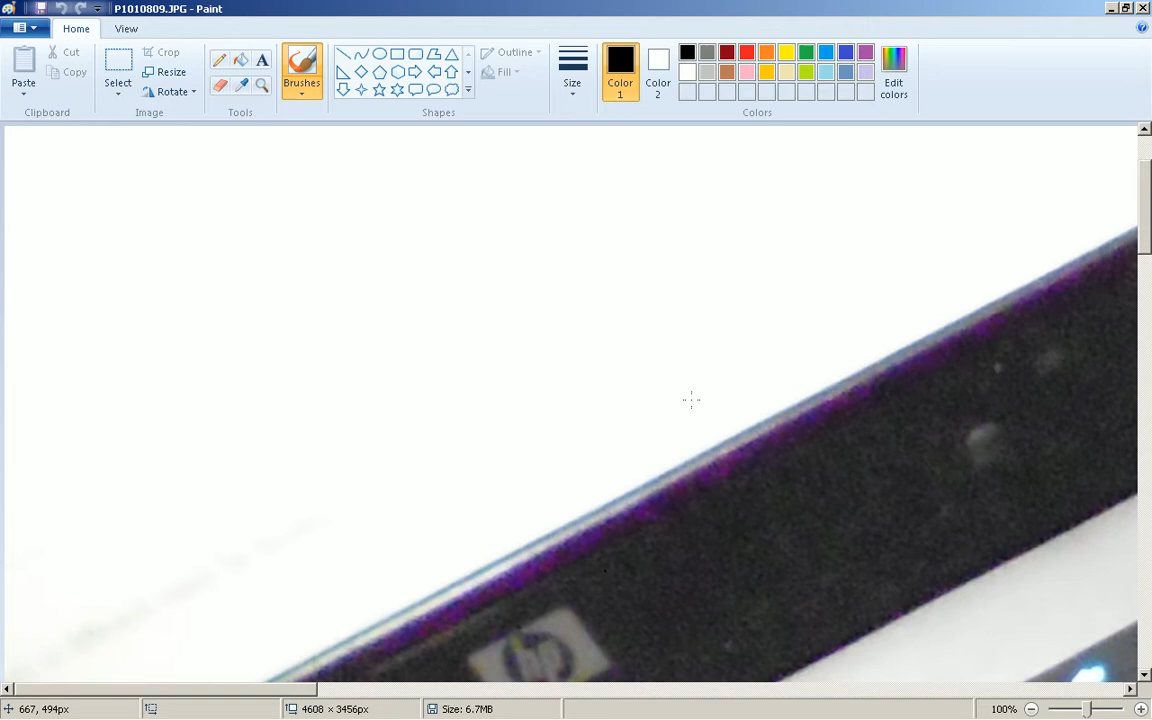 P1010809.JPG - Paint
Home View
Paste
Cut
Copy
Clipboard
Select
Crop
Resize
Rotate
Image
A
Tools
Brushes
Outline
Fill
Shapes
Size
Color 1
Color 2
Edit colors
Colors
hp
667, 494px
4608 × 3456px
Size: 6.7MB
100%